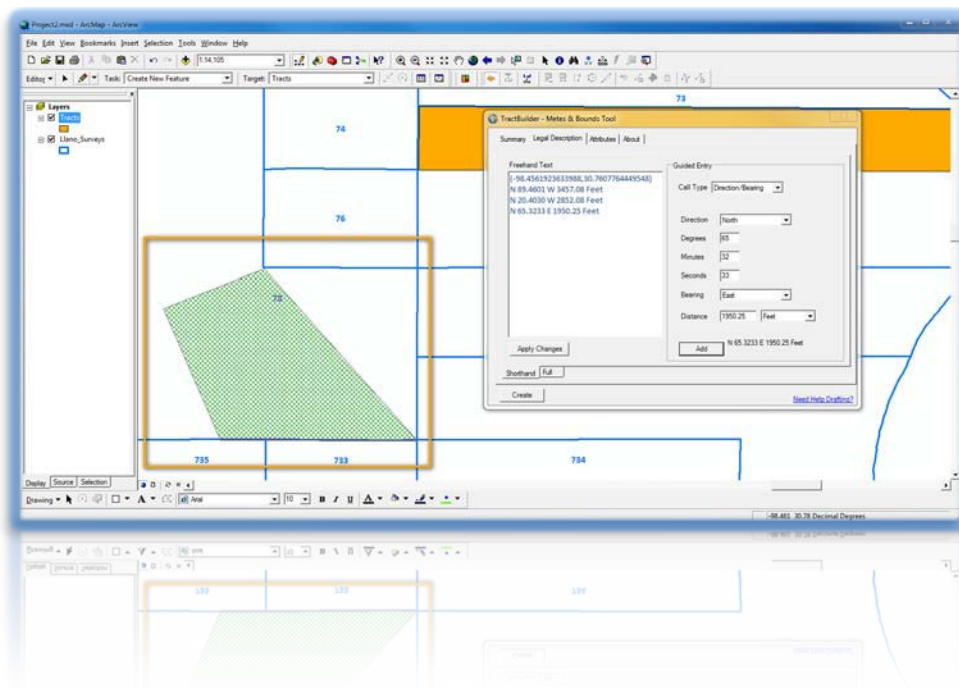 Project2.mxd - ArcMap - ArcView
File Edit View Bookmarks Insert Selection Tools Window Help
1:14,105
Editor Task: Create New Feature Target: Tracts
Layers
Tracts
Llano_Surveys
73
74
76
78
735
733
734
TractBuilder - Metes & Bounds Tool
Summary Legal Description Attributes About
Freehand Text
(-98.4561923633988,30.7607764449548)
N 89.4601 W 3457.08 Feet
N 20.4030 W 2852.08 Feet
N 65.3233 E 1950.25 Feet
Apply Changes
Shorthand Full
Create
Guided Entry
Call Type Direction/Bearing
Direction North
Degrees 65
Minutes 32
Seconds 33
Bearing East
Distance 1950.25 Feet
Add N 65.3233 E 1950.25 Feet
Need Help Drafting?
Display Source Selection
Drawing A Arial 10 B I U A
-98.461 30.78 Decimal Degrees